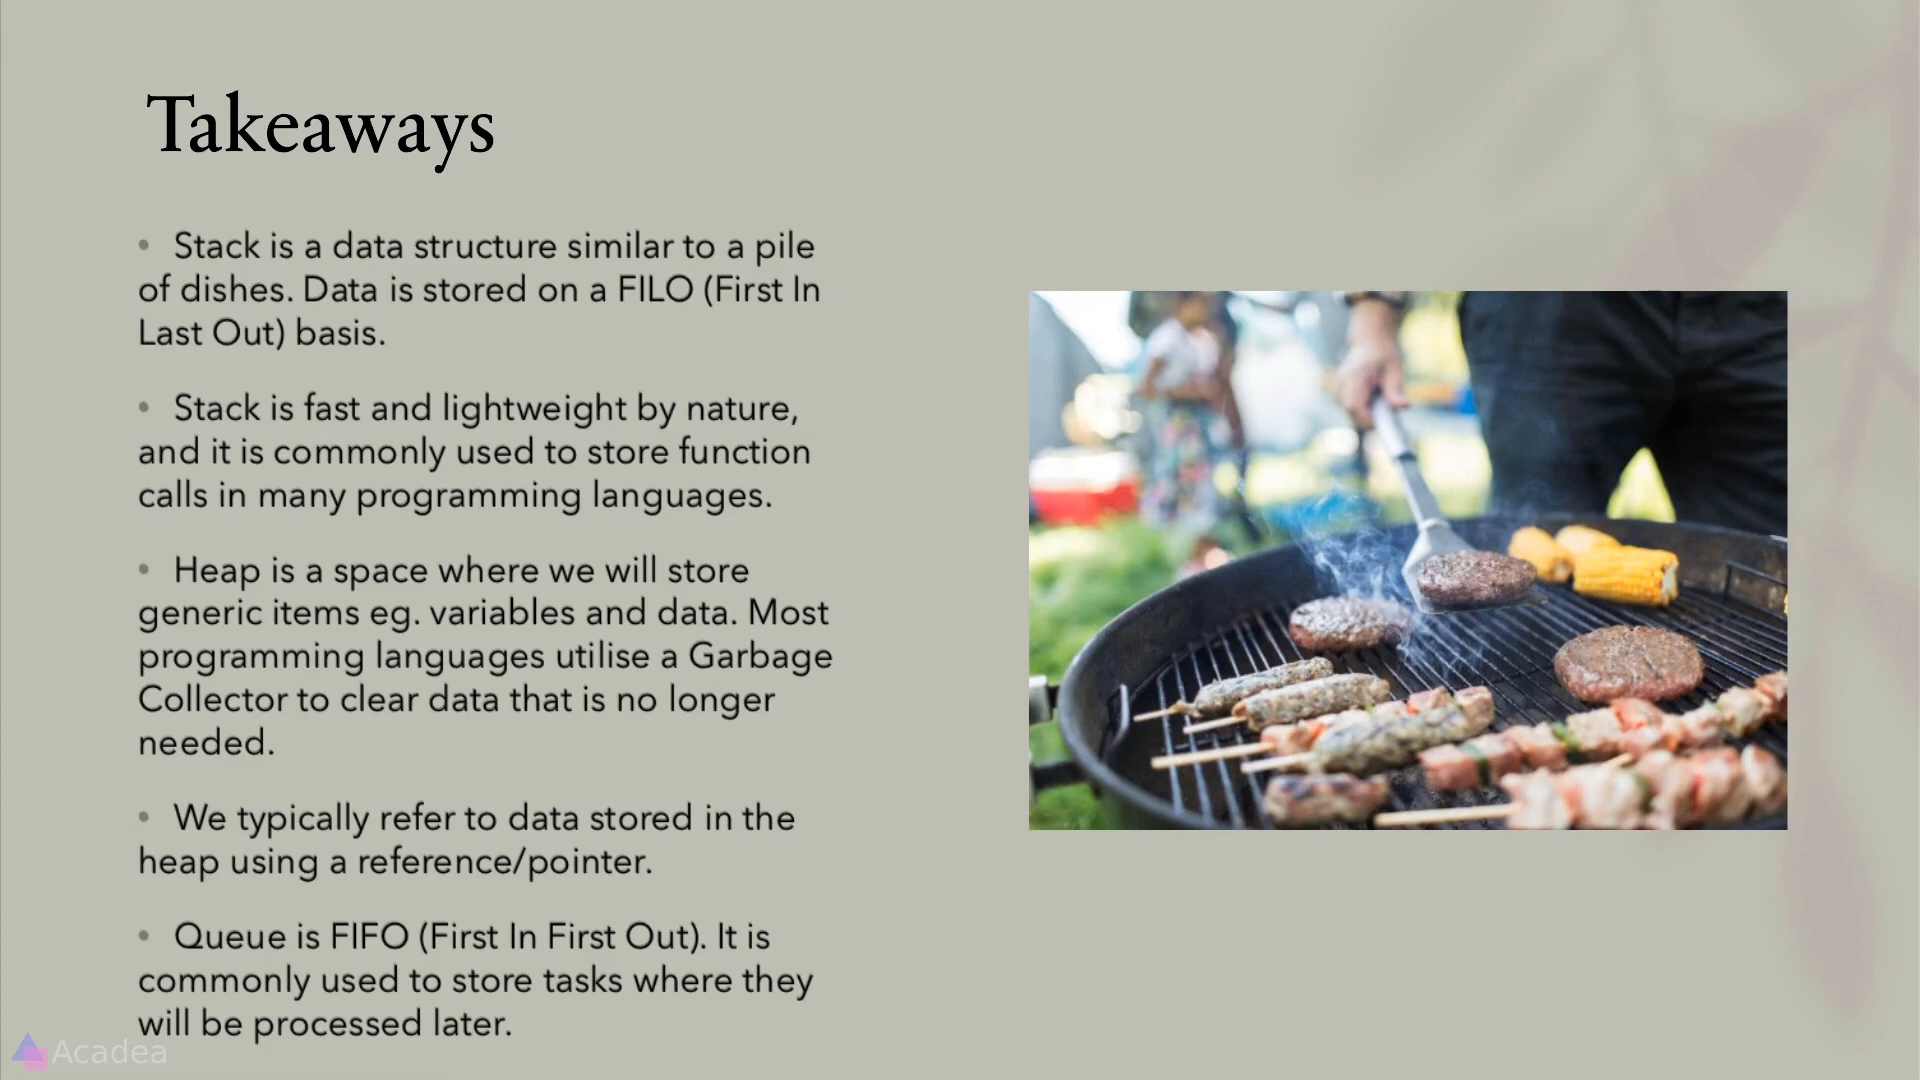 Takeaways
• Stack is a data structure similar to a pile
of dishes. Data is stored on a FILO (First In
Last Out) basis.
• Stack is fast and lightweight by nature,
and it is commonly used to store function
calls in many programming languages.
• Heap is a space where we will store
generic items eg. variables and data. Most
programming languages utilise a Garbage
Collector to clear data that is no longer
needed.
• We typically refer to data stored in the
heap using a reference/pointer.
• Queue is FIFO (First In First Out). It is
commonly used to store tasks where they
will be processed later.
Acadea